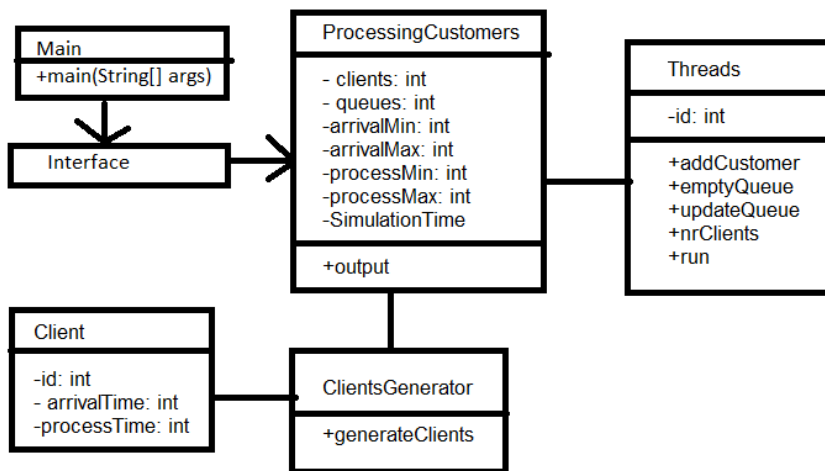 Main
+main(String[] args)
Interface
ProcessingCustomers
- clients: int
- queues: int
-arrivalMin: int
-arrivalMax: int
-processMin: int
-processMax: int
-SimulationTime
+output
Threads
-id: int
+addCustomer
+emptyQueue
+updateQueue
+nrClients
+run
Client
-id: int
- arrivalTime: int
-processTime: int
ClientsGenerator
+generateClients